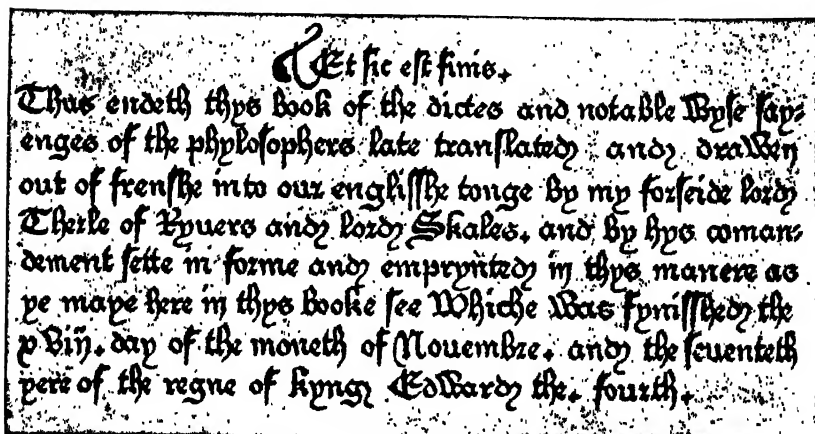 Et sic est finis.
Thus endeth thys book of the dictes and notable wyse say-
enges of the phylosophers late translated and drawen
out of frenshe into our englisshe tonge by my forseide lord
Therle of Ryuers and lord Skales. and by hys coman-
dement sette in forme and emprynted in thys manere as
ye maye here in thys booke see Whiche was fynisshed the
xviij. day of the moneth of Nouembre. and the seuenteth
yere of the regne of kyng Edward the. fourth.